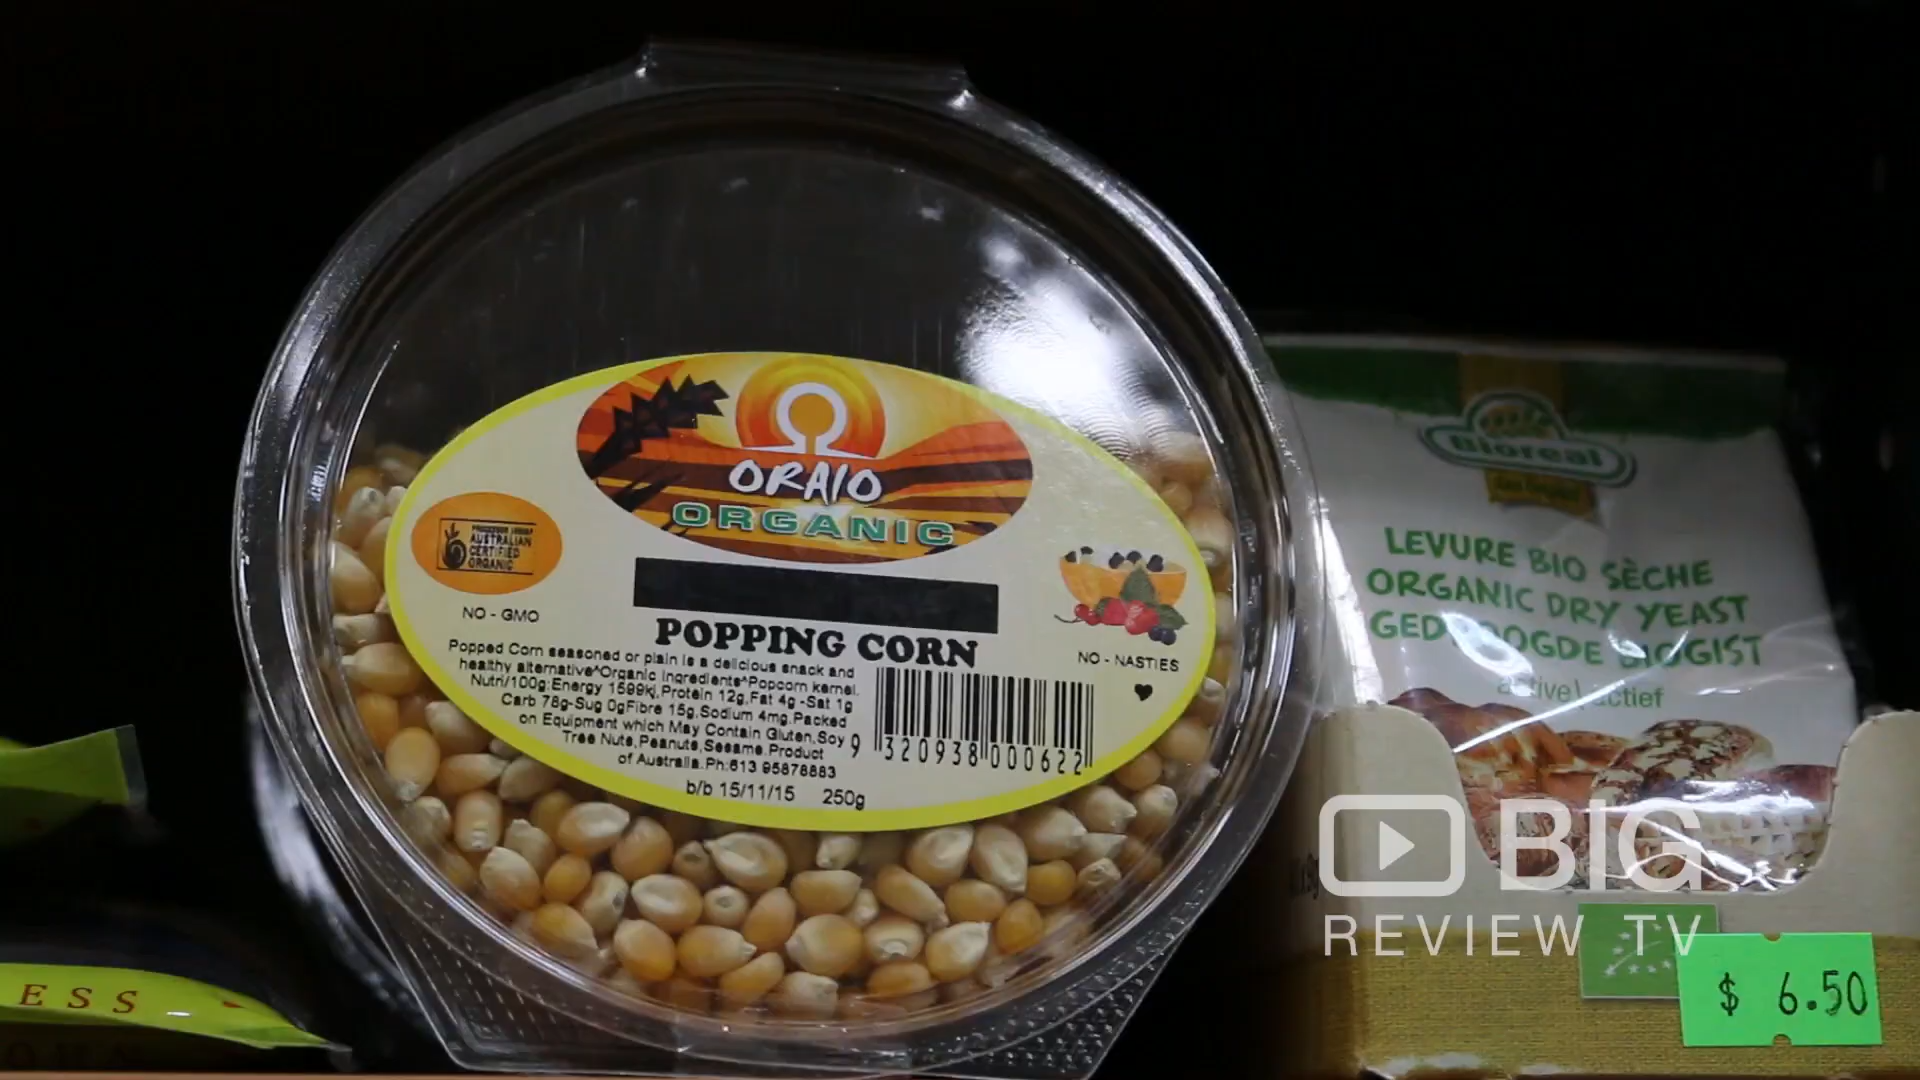 ORAIO
ORGANIC
AUSTRALIAN
CERTIFIED
ORGANIC
NO - GMO
POPPING CORN
NO - NASTIES
Popped Corn seasoned or plain is a delicious snack and
healthy alternative^Organic Ingredients^Popcorn kernel.
Nutri/100g:Energy 1599kj,Protein 12g,Fat 4g-Sat 1g
Carb 78g-Sug 0gFibre 15g,Sodium 4mg.Packed
on Equipment which May Contain Gluten,Soy
Tree Nuts,Peanuts,Sesame.Product
of Australia.Ph:613 95878883
b/b 15/11/15 250g
9 320938 000622
Bioreal
LEVURE BIO SÈCHE
ORGANIC DRY YEAST
BIOGIST
actief
BIG
REVIEW TV
$ 6.50
ESS